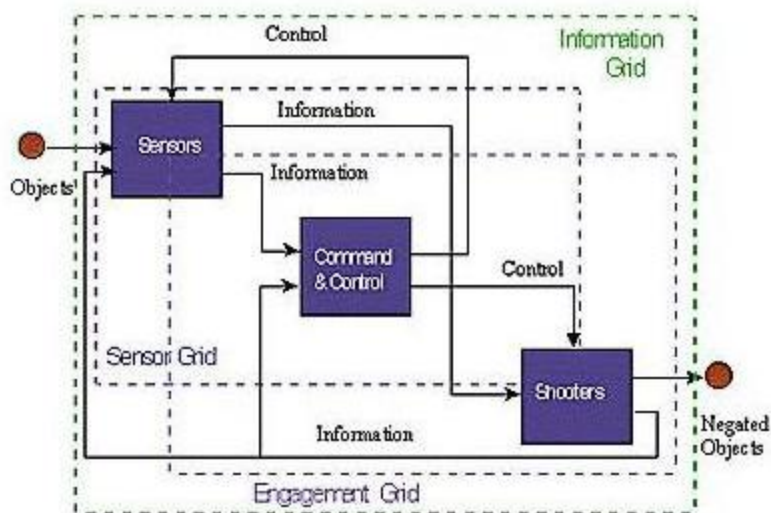 Control
Information
Grid
Information
Sensors
Information
Objects
Command
& Control
Control
Sensor Grid
Shooters
Information
Negated
Objects
Engagement Grid